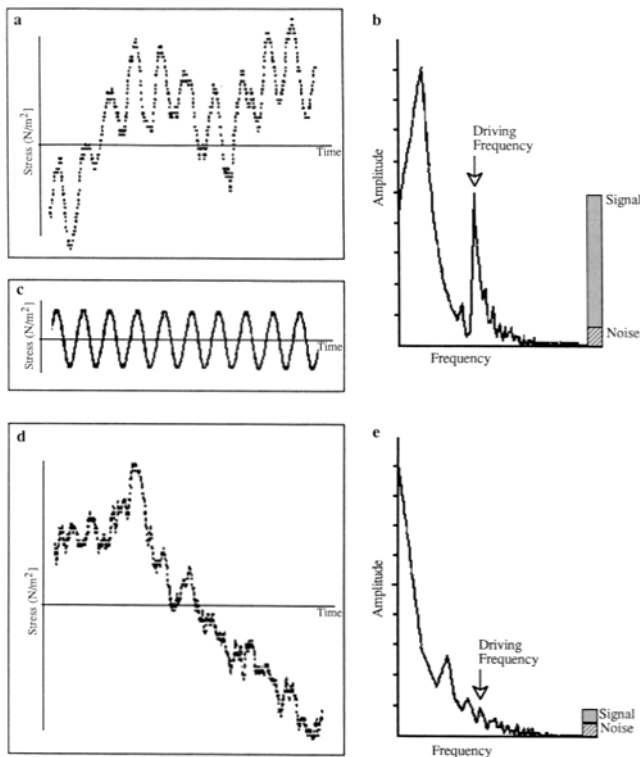 a
Stress (N/m²)
Time
b
Amplitude
Driving
Frequency
Signal
Noise
Frequency
c
Stress (N/m²)
Time
d
Stress (N/m²)
Time
e
Amplitude
Driving
Frequency
Signal
Noise
Frequency